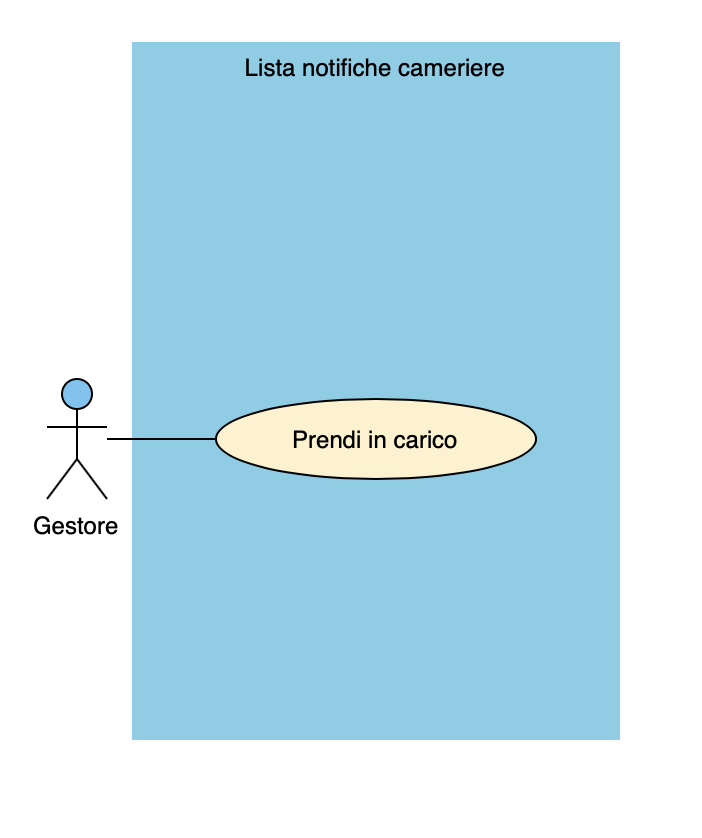 Lista notifiche cameriere
Prendi in carico
Gestore